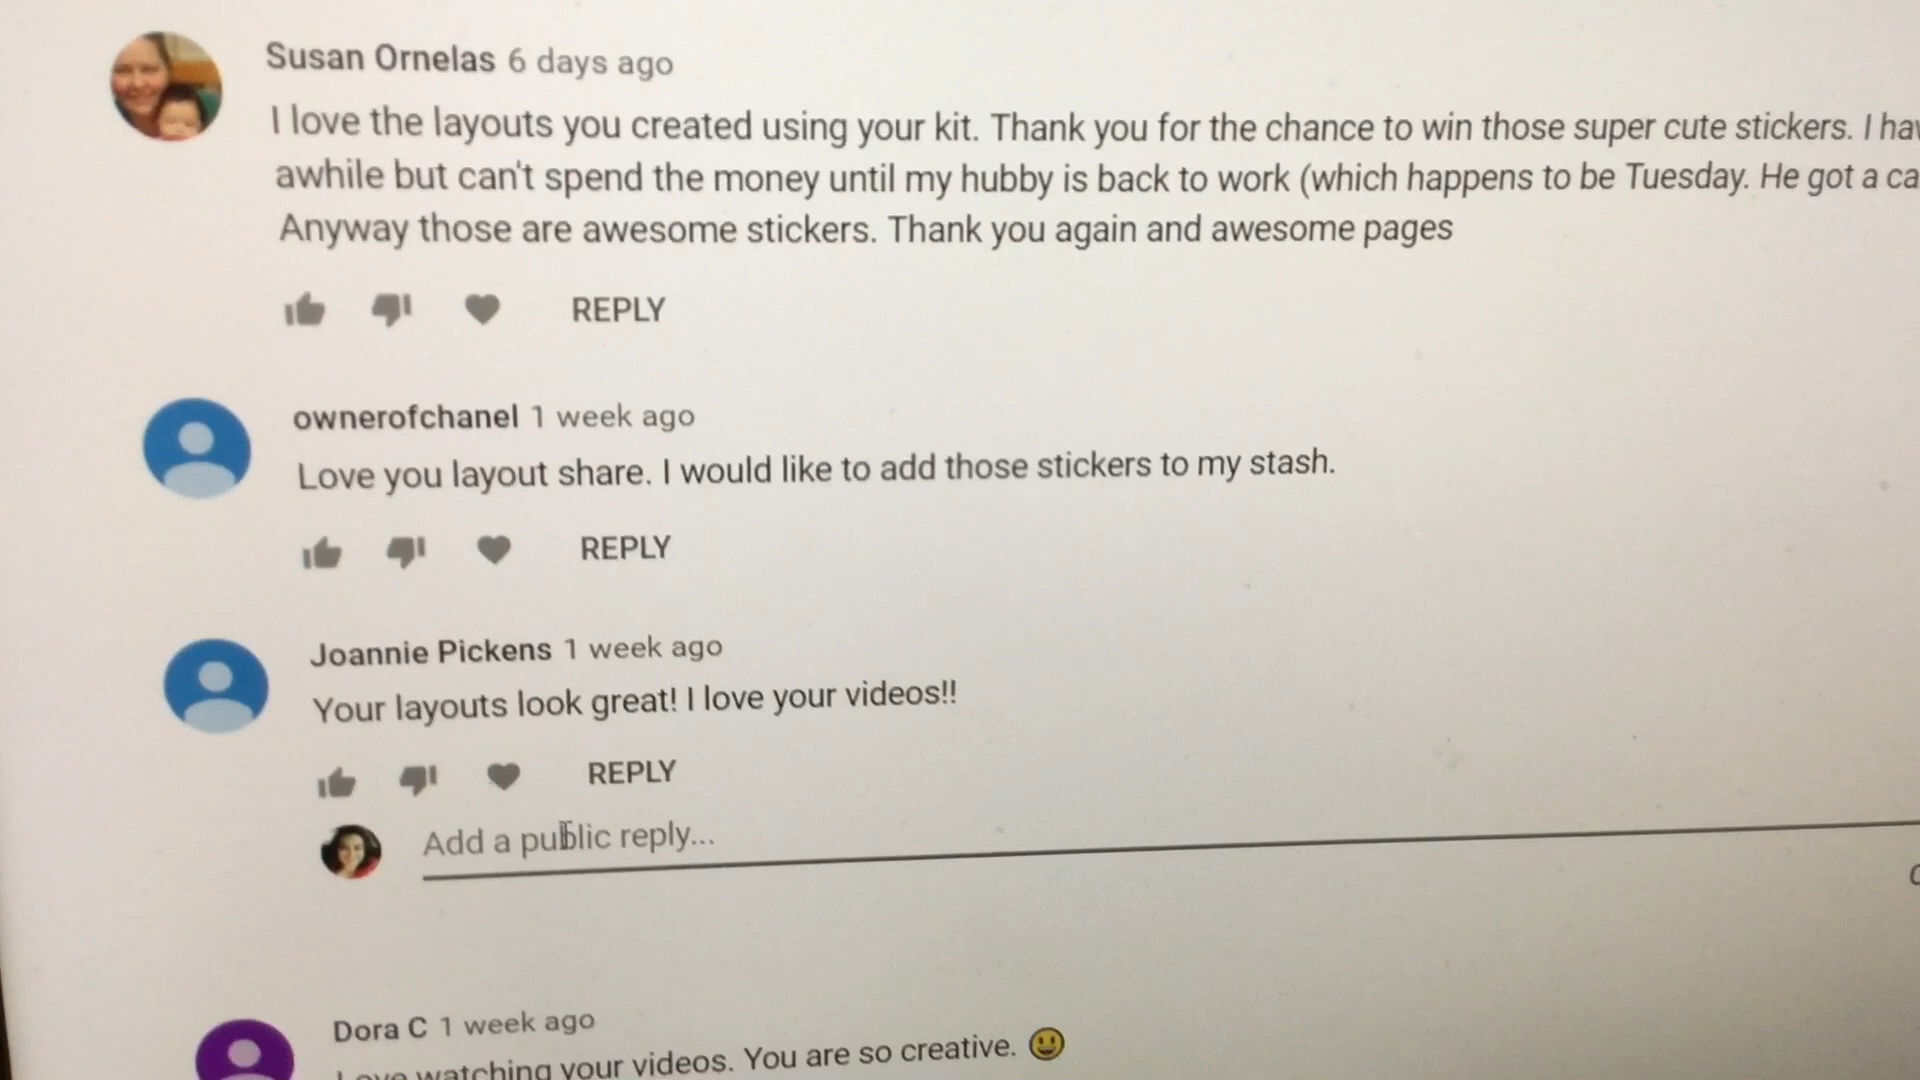 Susan Ornelas 6 days ago
I love the layouts you created using your kit. Thank you for the chance to win those super cute stickers. I
awhile but can't spend the money until my hubby is back to work (which happens to be Tuesday. He got a
Anyway those are awesome stickers. Thank you again and awesome pages
REPLY
ownerofchanel 1 week ago
Love you layout share. I would like to add those stickers to my stash.
REPLY
Joannie Pickens 1 week ago
Your layouts look great! I love your videos!!
REPLY
Add a public reply...
Dora C 1 week ago
Love watching your videos. You are so creative. 😃